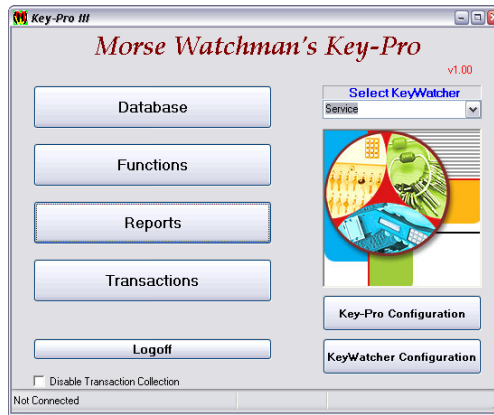 Key-Pro III
Morse Watchman's Key-Pro
v1.00
Database
Functions
Reports
Transactions
Logoff
Disable Transaction Collection
Not Connected
Select KeyWatcher
Service
Key-Pro Configuration
KeyWatcher Configuration